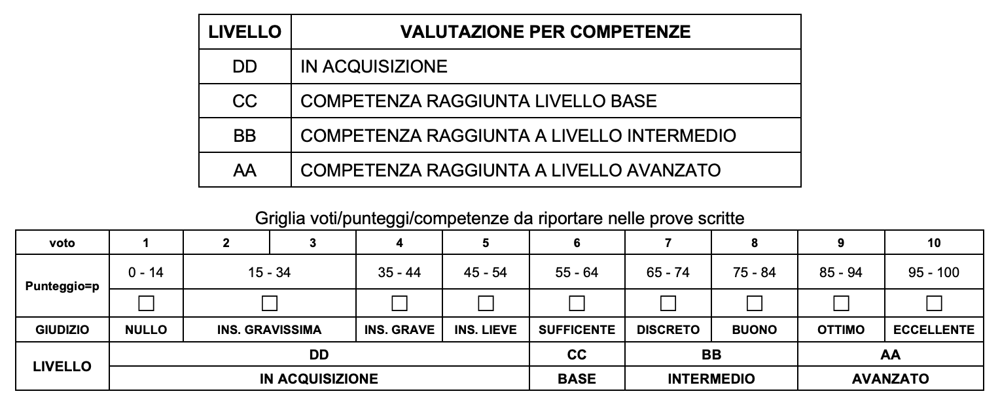 LIVELLO VALUTAZIONE PER COMPETENZE
DD IN ACQUISIZIONE
CC COMPETENZA RAGGIUNTA LIVELLO BASE
BB COMPETENZA RAGGIUNTA A LIVELLO INTERMEDIO
AA COMPETENZA RAGGIUNTA A LIVELLO AVANZATO
Griglia voti/punteggi/competenze da riportare nelle prove scritte
voto 1 2 3 4 5 6 7 8 9 10
Punteggio=p 0 - 14 15 - 34 35 - 44 45 - 54 55 - 64 65 - 74 75 - 84 85 - 94 95 - 100
☐ ☐ ☐ ☐ ☐ ☐ ☐ ☐ ☐
GIUDIZIO NULLO INS. GRAVISSIMA INS. GRAVE INS. LIEVE SUFFICENTE DISCRETO BUONO OTTIMO ECCELLENTE
LIVELLO DD CC BB AA
IN ACQUISIZIONE BASE INTERMEDIO AVANZATO